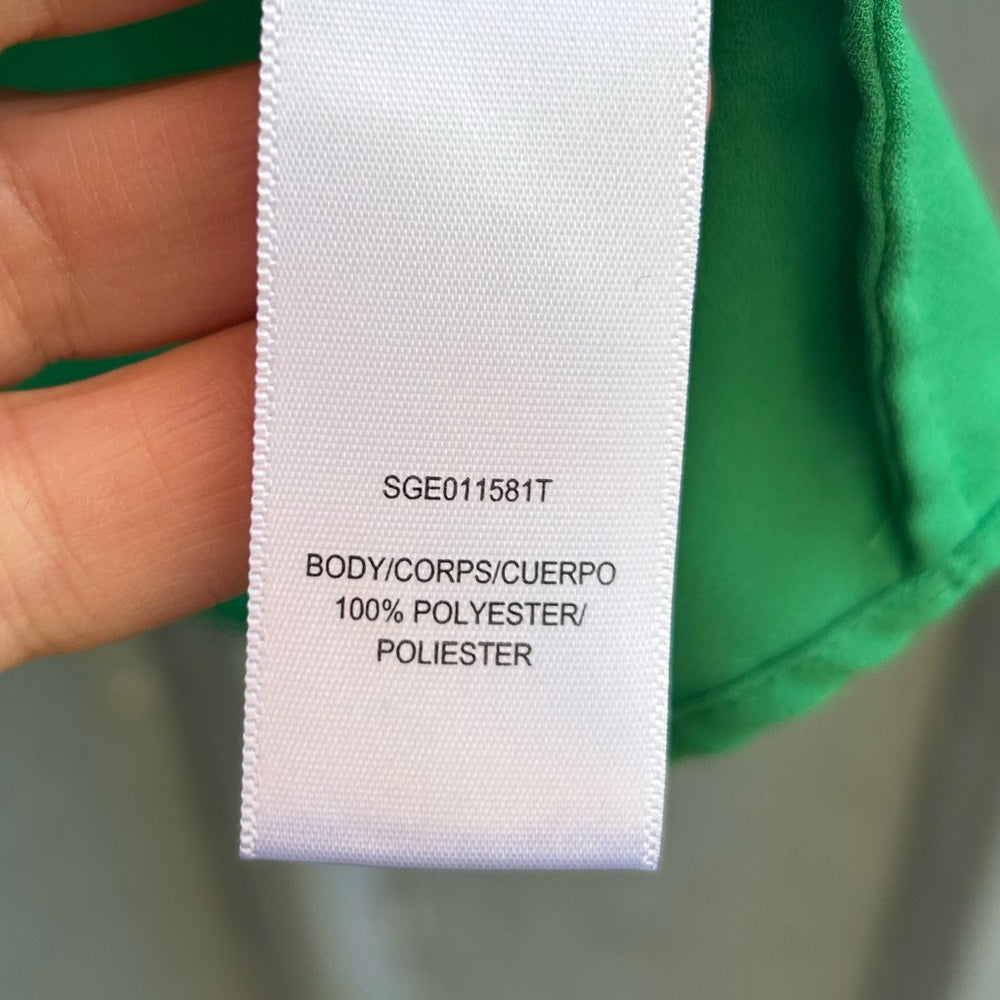 SGE011581T
BODY/CORPS/CUERPO
100% POLYESTER/
POLIESTER